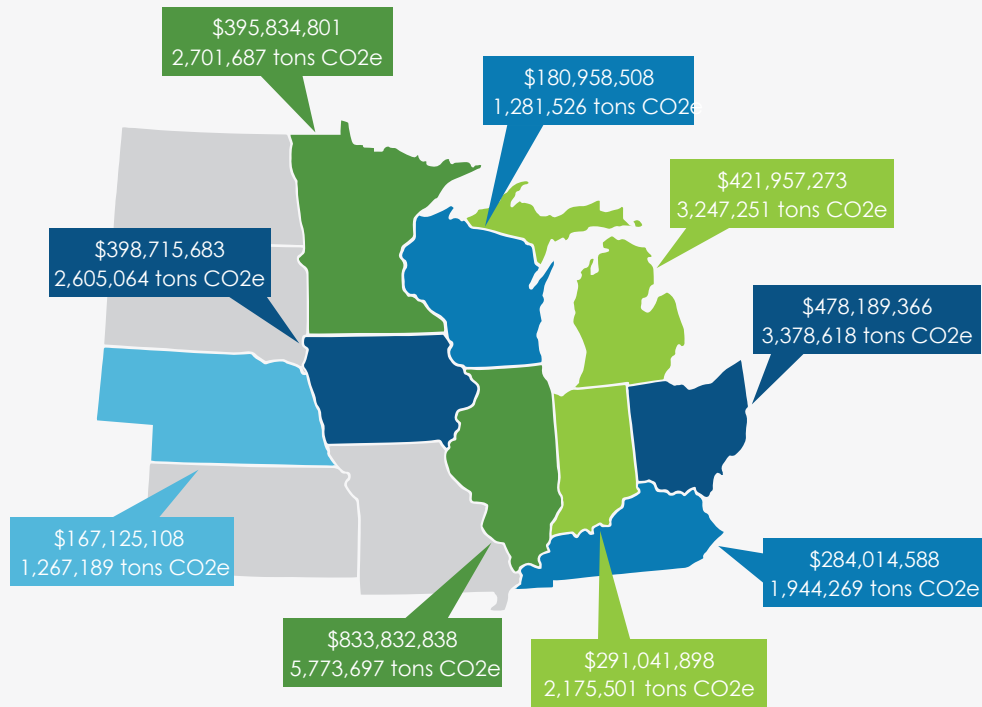 $395,834,801
2,701,687 tons CO2e
$180,958,508
1,281,526 tons CO2e
$421,957,273
3,247,251 tons CO2e
$398,715,683
2,605,064 tons CO2e
$478,189,366
3,378,618 tons CO2e
$167,125,108
1,267,189 tons CO2e
$284,014,588
1,944,269 tons CO2e
$833,832,838
5,773,697 tons CO2e
$291,041,898
2,175,501 tons CO2e